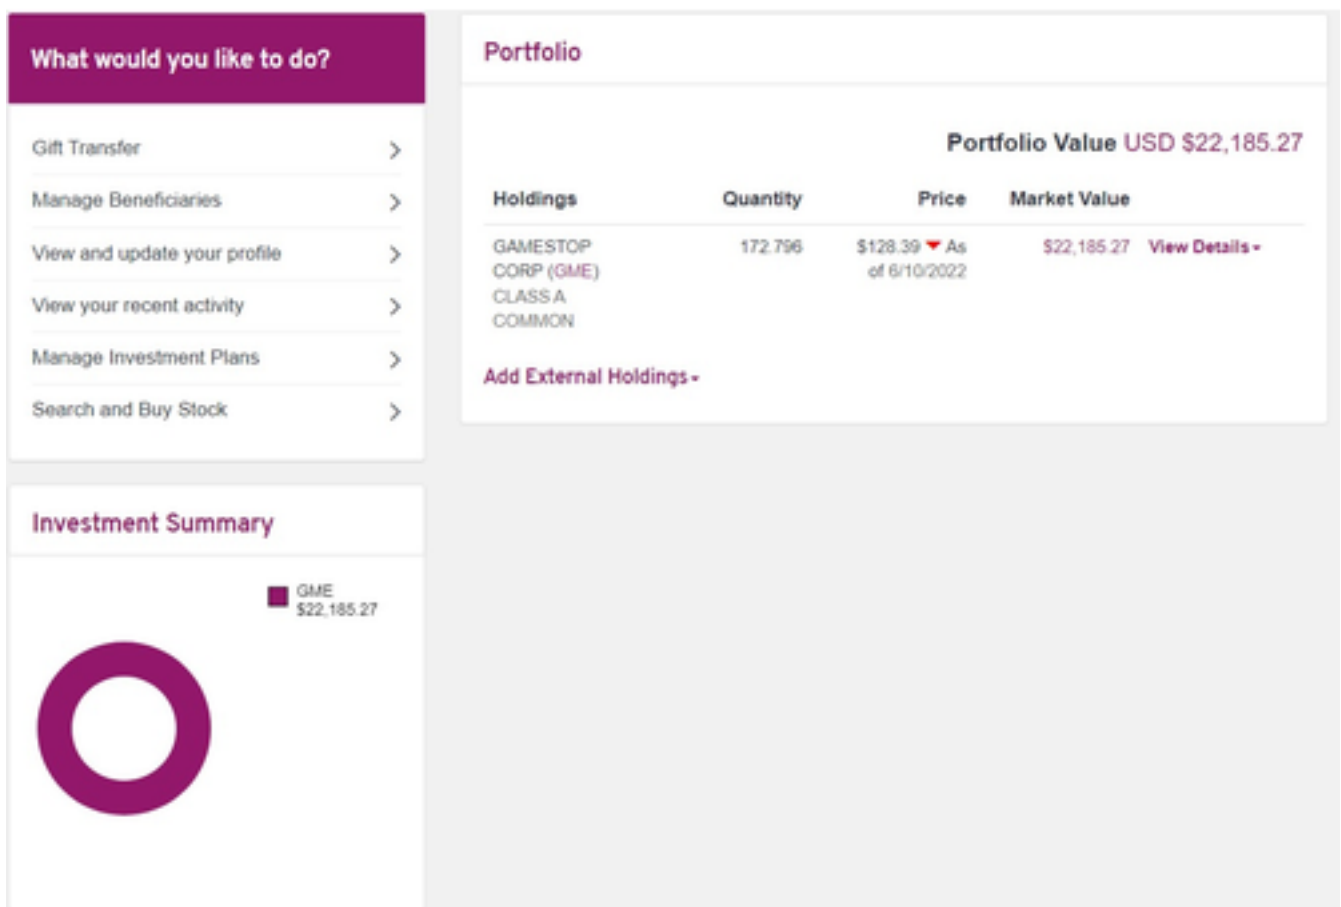 What would you like to do?
Gift Transfer
Manage Beneficiaries
View and update your profile
View your recent activity
Manage Investment Plans
Search and Buy Stock
Investment Summary
GME
$22,185.27
Portfolio
Portfolio Value USD $22,185.27
Holdings Quantity Price Market Value
GAMESTOP 172.796 $128.39 As $22,185.27 View Details
CORP (GME) of 6/10/2022
CLASS A
COMMON
Add External Holdings